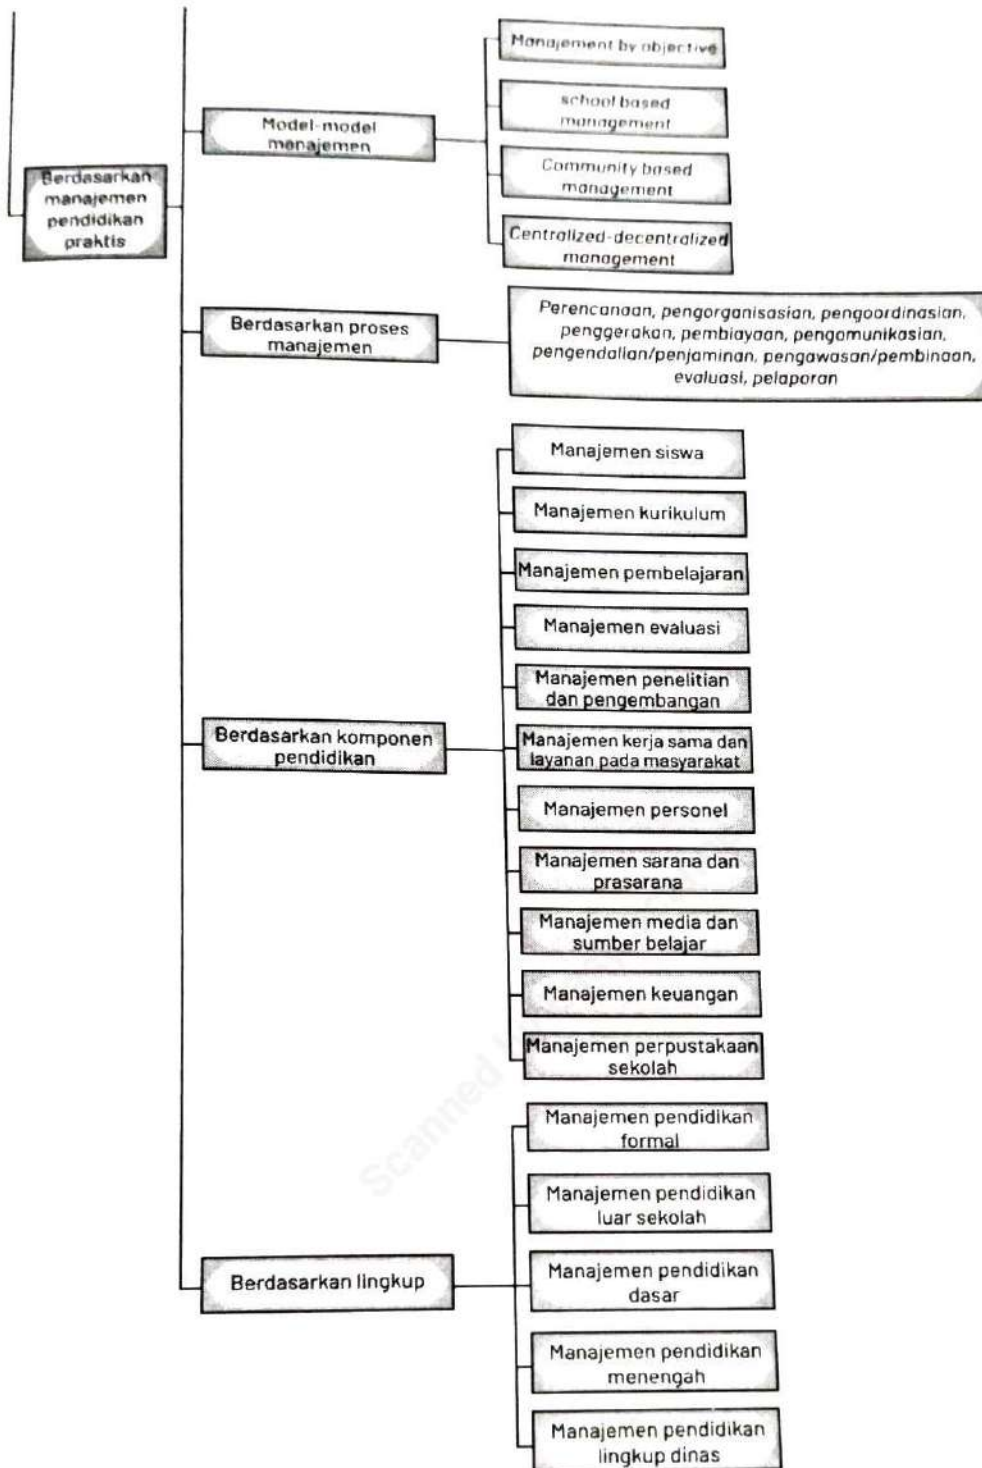 Berdasarkan
manajemen
pendidikan
praktis
Model-model
manajemen
Manajement by objective
school based
management
Community based
management
Centralized-decentralized
management
Berdasarkan proses
manajemen
Perencanaan, pengorganisasian, pengoordinasian,
penggerakan, pembiayaan, pengomunikasian,
pengendalian/penjaminan, pengawasan/pembinaan,
evaluasi, pelaporan
Berdasarkan komponen
pendidikan
Manajemen siswa
Manajemen kurikulum
Manajemen pembelajaran
Manajemen evaluasi
Manajemen penelitian
dan pengembangan
Manajemen kerja sama dan
layanan pada masyarakat
Manajemen personel
Manajemen sarana dan
prasarana
Manajemen media dan
sumber belajar
Manajemen keuangan
Manajemen perpustakaan
sekolah
Berdasarkan lingkup
Manajemen pendidikan
formal
Manajemen pendidikan
luar sekolah
Manajemen pendidikan
dasar
Manajemen pendidikan
menengah
Manajemen pendidikan
lingkup dinas
Scanned